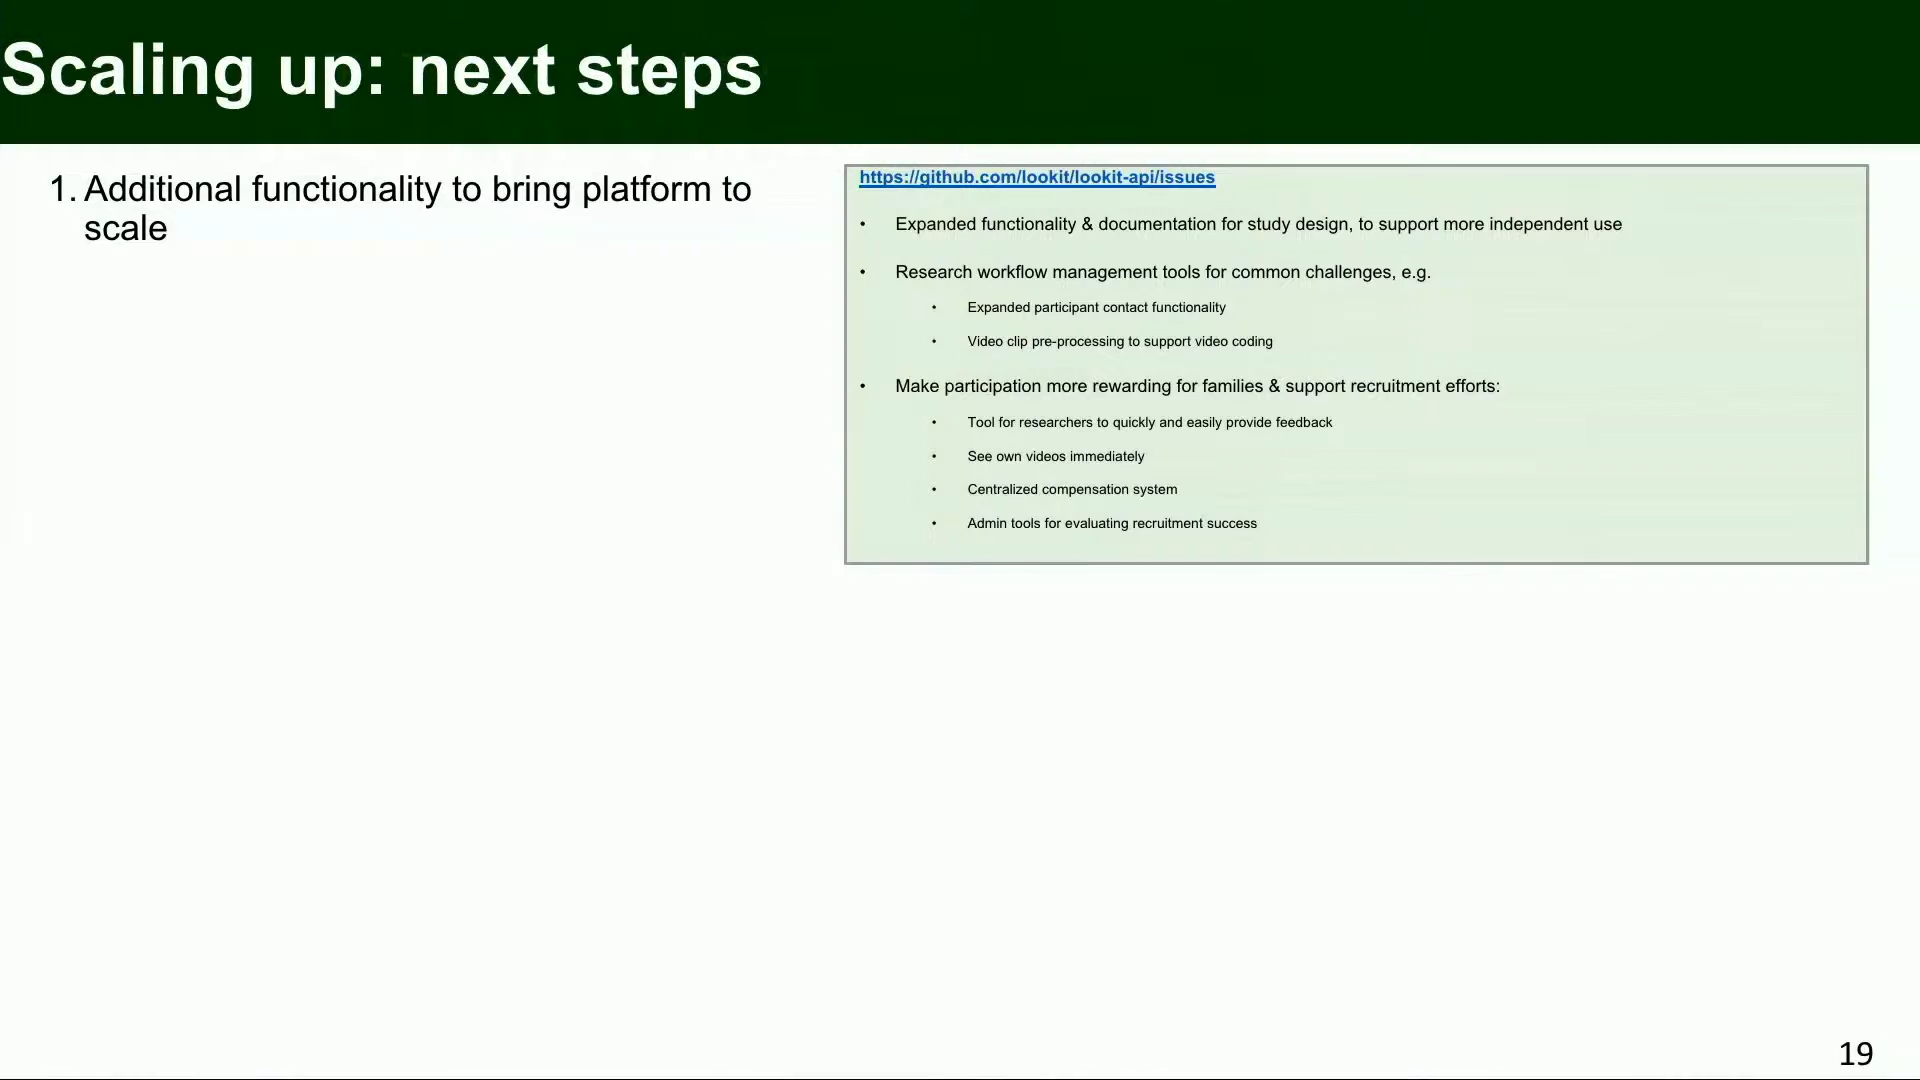 Scaling up: next steps
1. Additional functionality to bring platform to
scale
https://github.com/lookit/lookit-api/issues
• Expanded functionality & documentation for study design, to support more independent use
• Research workflow management tools for common challenges, e.g.
• Expanded participant contact functionality
• Video clip pre-processing to support video coding
• Make participation more rewarding for families & support recruitment efforts:
• Tool for researchers to quickly and easily provide feedback
• See own videos immediately
• Centralized compensation system
• Admin tools for evaluating recruitment success
19